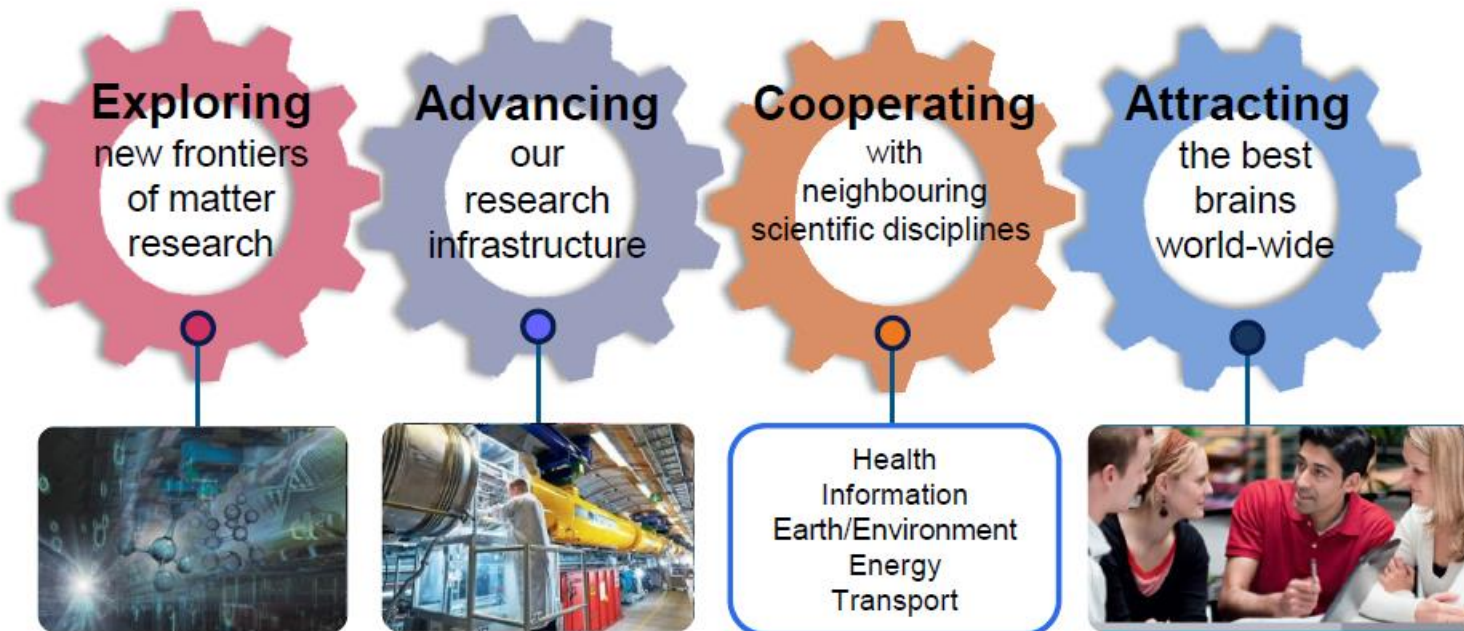 Exploring
new frontiers
of matter
research
Advancing
our
research
infrastructure
Cooperating
with
neighbouring
scientific disciplines
Attracting
the best
brains
world-wide
Health
Information
Earth/Environment
Energy
Transport